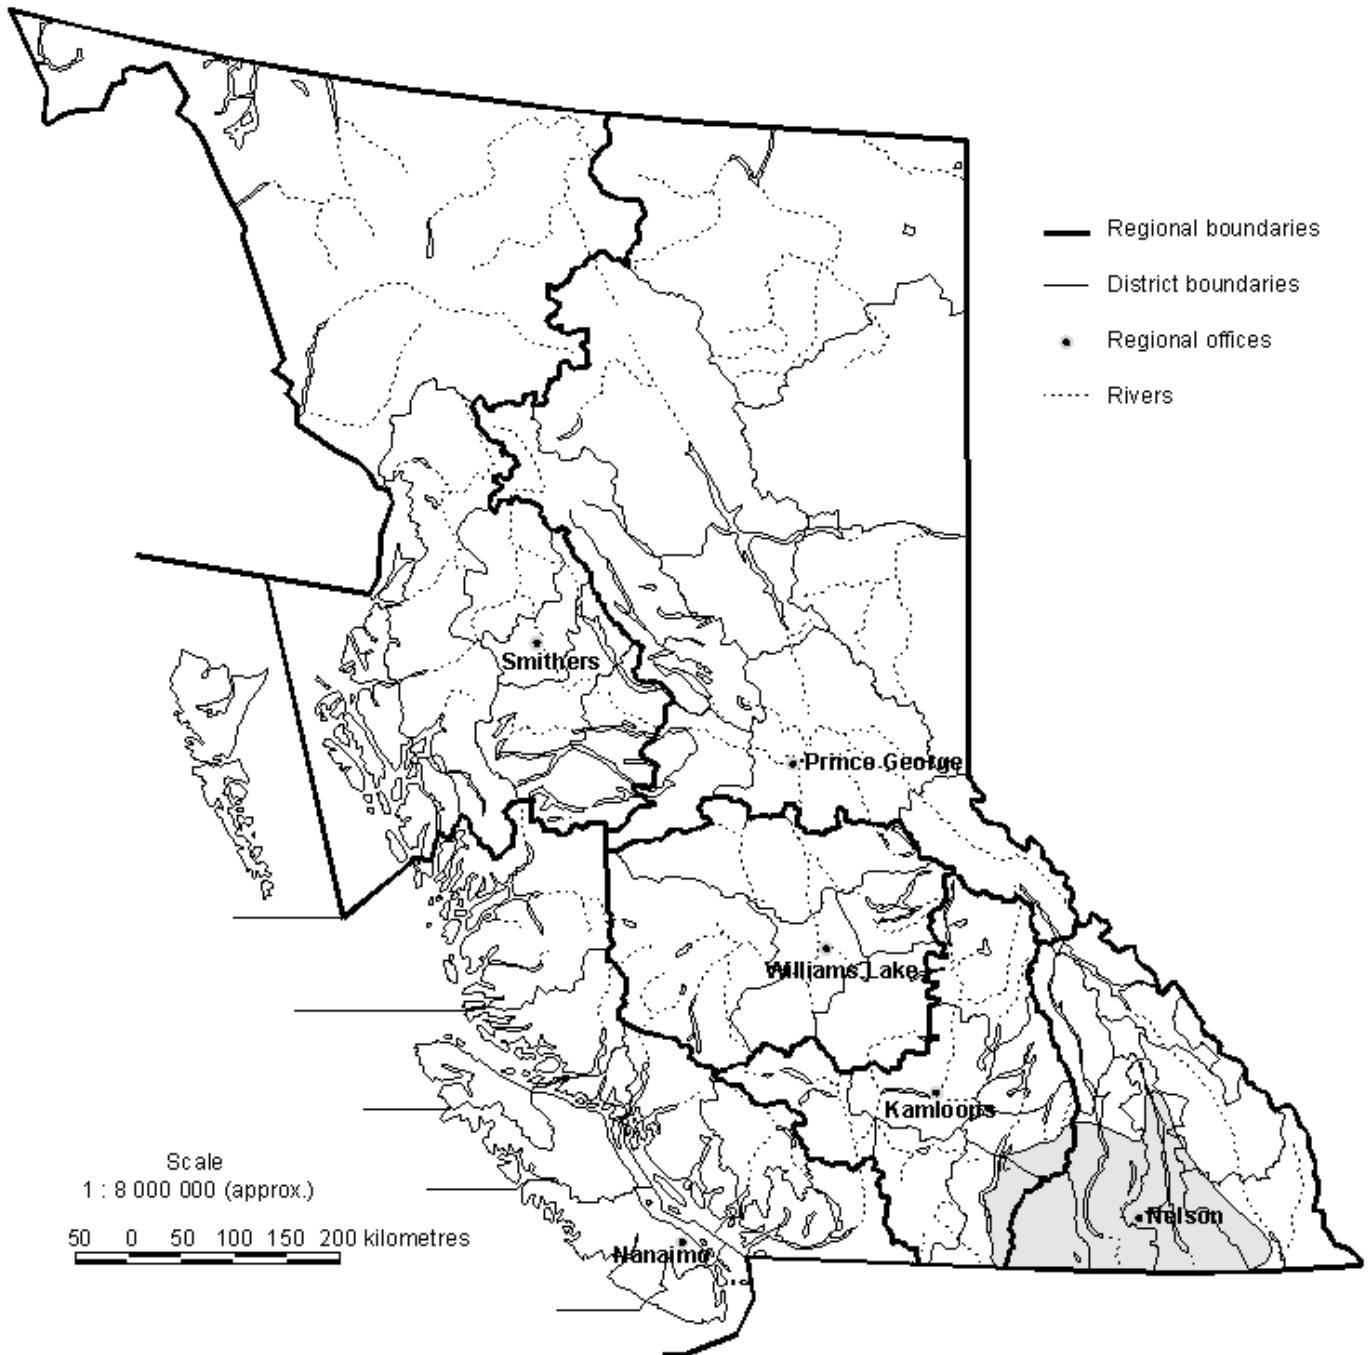 Regional boundaries
District boundaries
Regional offices
Rivers
Smithers
Prince George
Williams Lake
Kamloops
Scale
1 : 8 000 000 (approx.)
Nelson
50 0 50 100 150 200 kilometres
Nanaimo